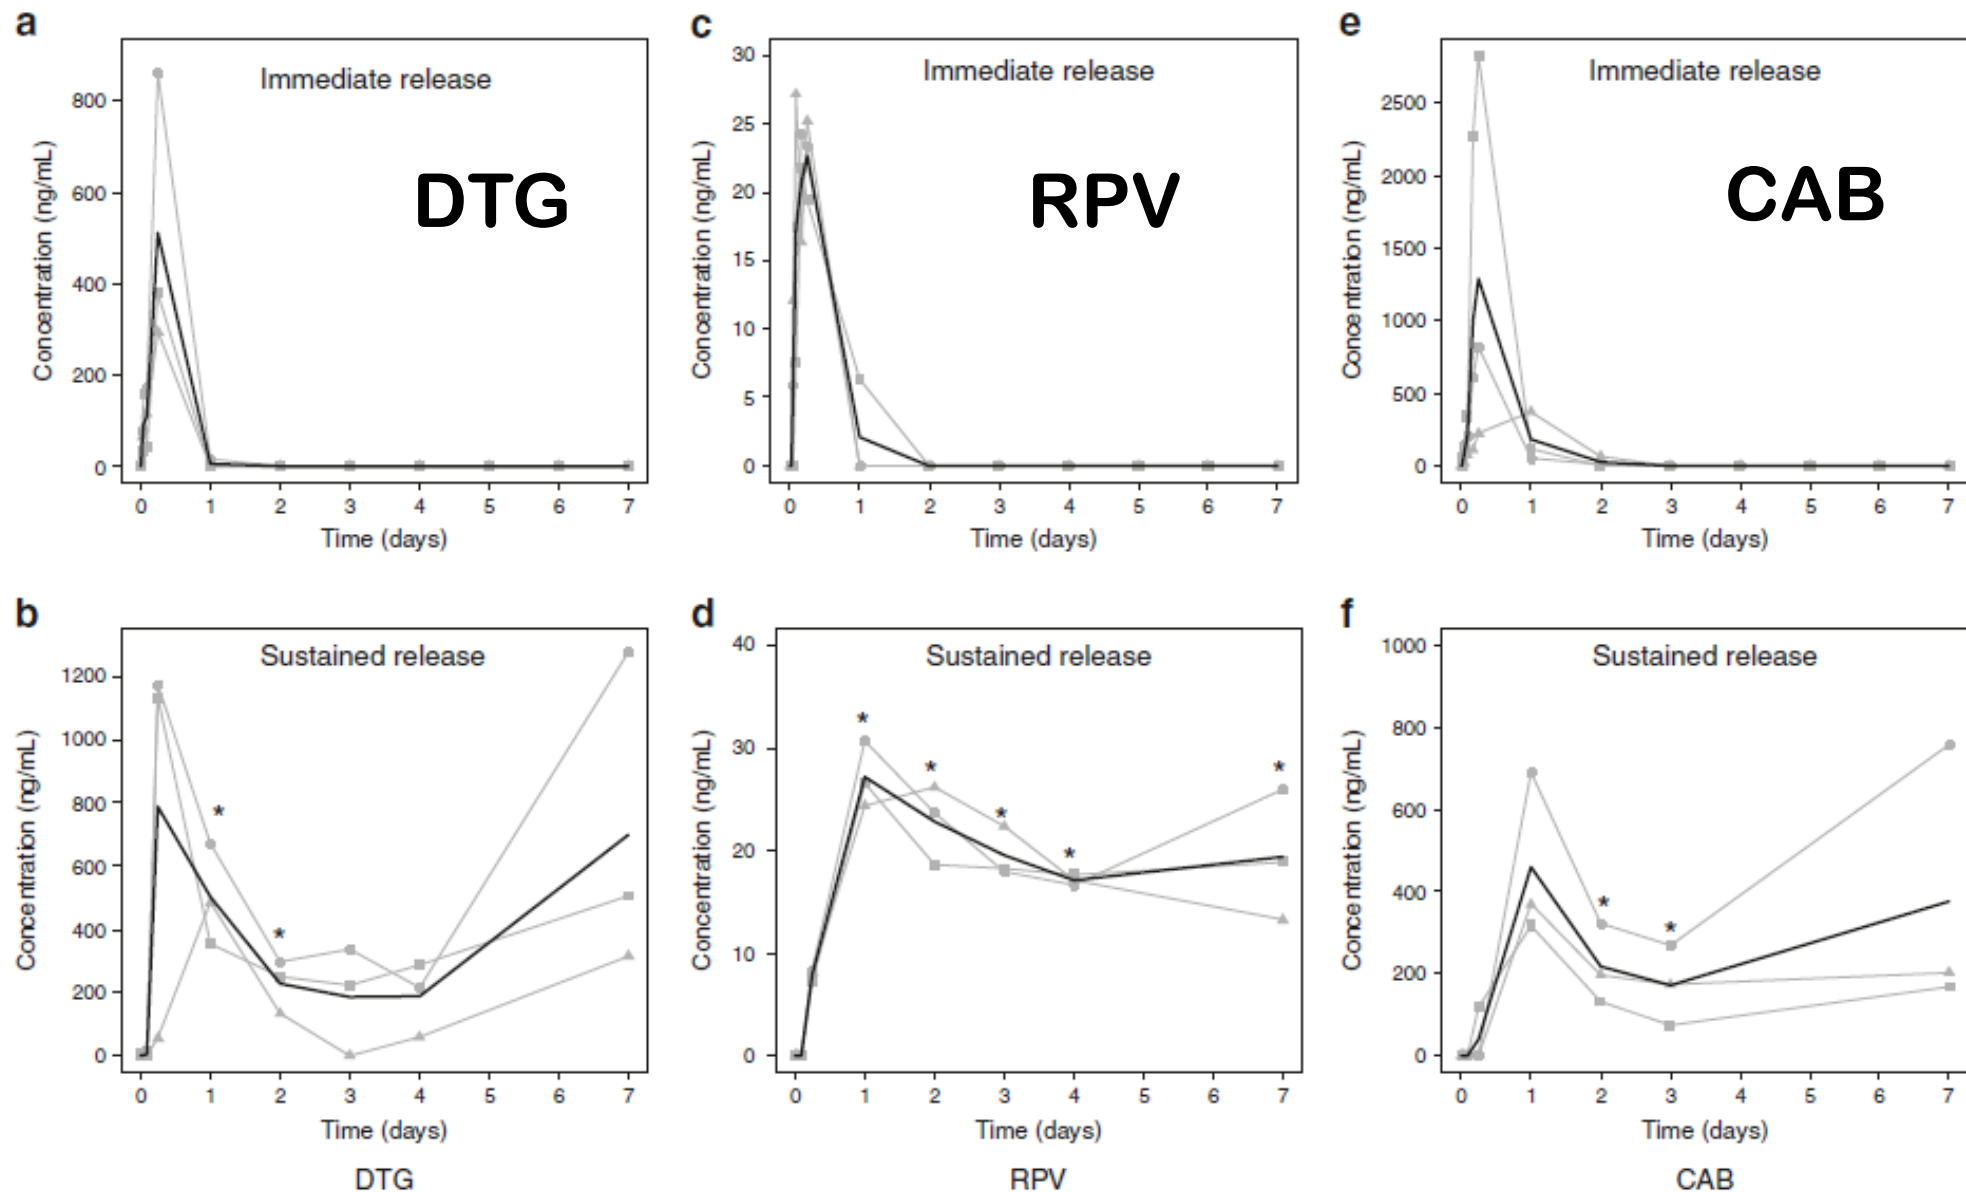 a
Immediate release
DTG
Concentration (ng/mL)
800
600
400
200
0
0 1 2 3 4 5 6 7
Time (days)
c
Immediate release
RPV
Concentration (ng/mL)
30
25
20
15
10
5
0
0 1 2 3 4 5 6 7
Time (days)
e
Immediate release
CAB
Concentration (ng/mL)
2500
2000
1500
1000
500
0
0 1 2 3 4 5 6 7
Time (days)
b
Sustained release
Concentration (ng/mL)
1200
1000
800
600
400
200
0
*
*
0 1 2 3 4 5 6 7
Time (days)
DTG
d
Sustained release
Concentration (ng/mL)
40
30
20
10
0
*
*
*
*
*
0 1 2 3 4 5 6 7
Time (days)
RPV
f
Sustained release
Concentration (ng/mL)
1000
800
600
400
200
0
*
*
0 1 2 3 4 5 6 7
Time (days)
CAB